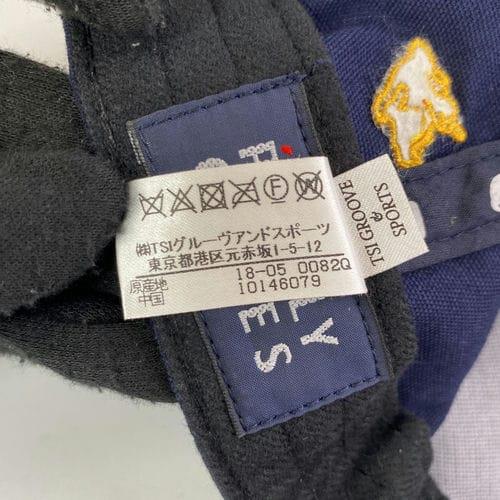 ㈱TSIグルーヴアンドスポーツ
東京都港区元赤坂1-5-12
18-05 0082Q
原産地
中国
10146079
TSI GROOVE
&
SPORTS
LY
ES